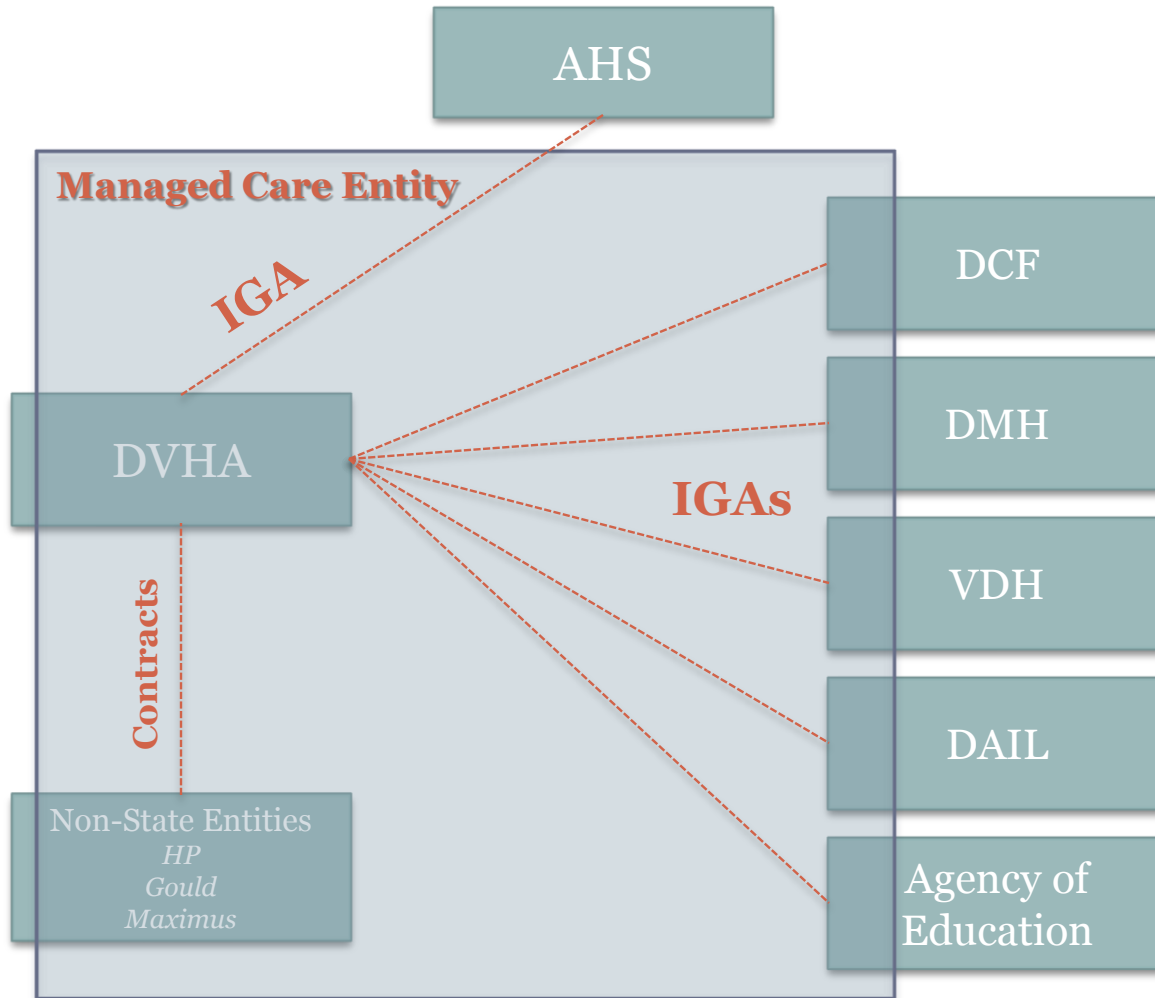 AHS
Managed Care Entity
IGA
DCF
DVHA
DMH
IGAs
VDH
Contracts
DAIL
Non-State Entities
HP
Gould
Maximus
Agency of
Education